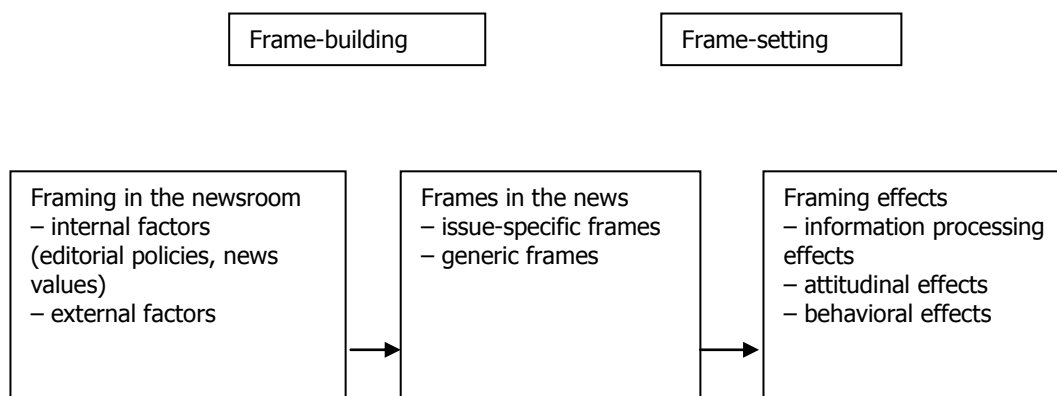 Frame-building
Frame-setting
Framing in the newsroom
– internal factors
(editorial policies, news
values)
– external factors
Frames in the news
– issue-specific frames
– generic frames
Framing effects
– information processing
effects
– attitudinal effects
– behavioral effects